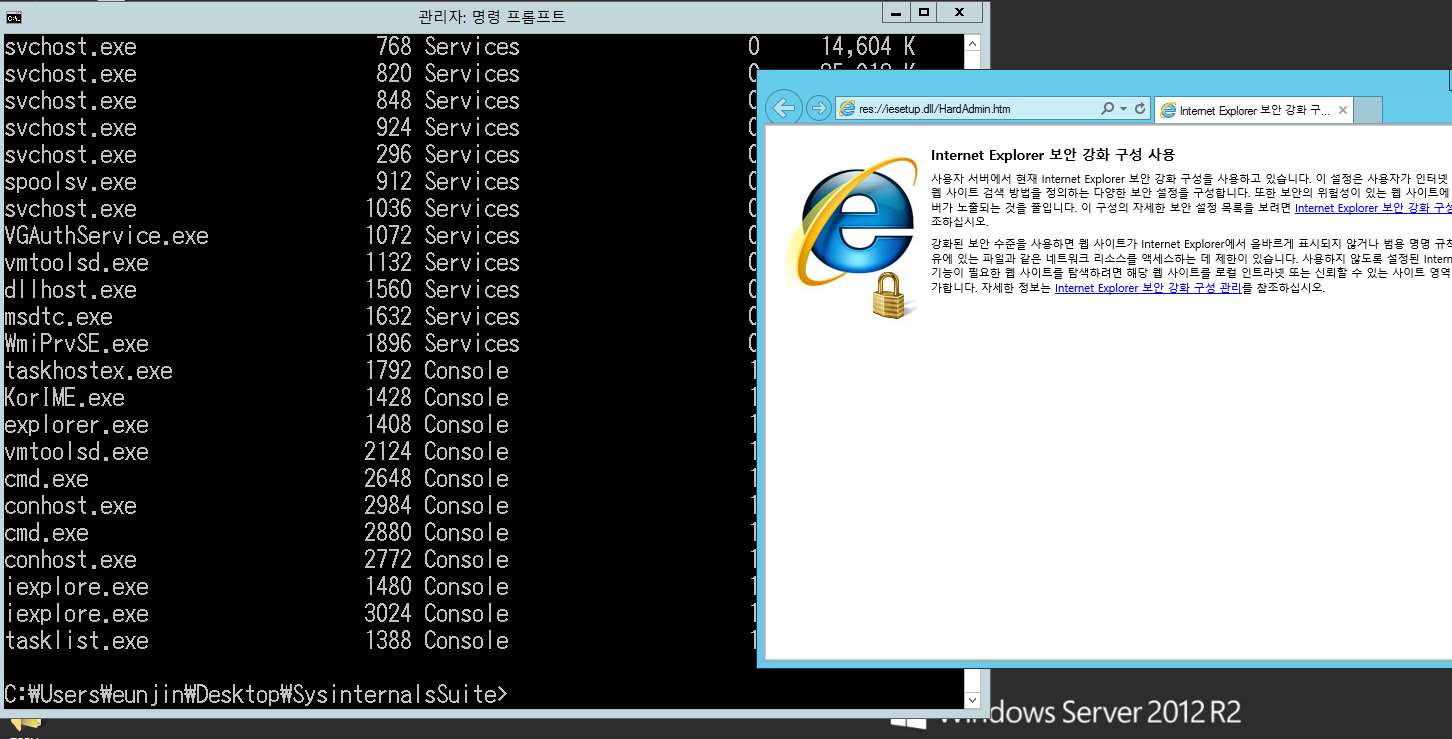 관리자: 명령 프롬프트
svchost.exe 768 Services 0 14,604 K
svchost.exe 820 Services 0
svchost.exe 848 Services 0
svchost.exe 924 Services 0
svchost.exe 296 Services 0
spoolsv.exe 912 Services 0
svchost.exe 1036 Services 0
VGAuthService.exe 1072 Services 0
vmtoolsd.exe 1132 Services 0
dllhost.exe 1560 Services 0
msdtc.exe 1632 Services 0
WmiPrvSE.exe 1896 Services 0
taskhostex.exe 1792 Console 1
KorIME.exe 1428 Console 1
explorer.exe 1408 Console 1
vmtoolsd.exe 2124 Console 1
cmd.exe 2648 Console 1
conhost.exe 2984 Console 1
cmd.exe 2880 Console 1
conhost.exe 2772 Console 1
iexplore.exe 1480 Console 1
iexplore.exe 3024 Console 1
tasklist.exe 1388 Console 1
C:₩Users₩eunjin₩Desktop₩SysinternalsSuite>
res://iesetup.dll/HardAdmin.htm
Internet Explorer 보안 강화 구...
Internet Explorer 보안 강화 구성 사용
사용자 서버에서 현재 Internet Explorer 보안 강화 구성을 사용하고 있습니다. 이 설정은 사용자가 인터넷
웹 사이트 검색 방법을 정의하는 다양한 보안 설정을 구성합니다. 또한 보안의 위험성이 있는 웹 사이트에
버가 노출되는 것을 풀입니다. 이 구성의 자세한 보안 설정 목록을 보려면 Internet Explorer 보안 강화 구성
조하십시오.
강화된 보안 수준을 사용하면 웹 사이트가 Internet Explorer에서 올바르게 표시되지 않거나 범용 명명 규칙
유에 있는 파일과 같은 네트워크 리소스를 액세스하는 데 제한이 있습니다. 사용하지 않도록 설정된 Intern
기능이 필요한 웹 사이트를 탐색하려면 해당 웹 사이트를 로컬 인트라넷 또는 신뢰할 수 있는 사이트 영역
가합니다. 자세한 정보는 Internet Explorer 보안 강화 구성 관리를 참조하십시오.
Windows Server 2012 R2